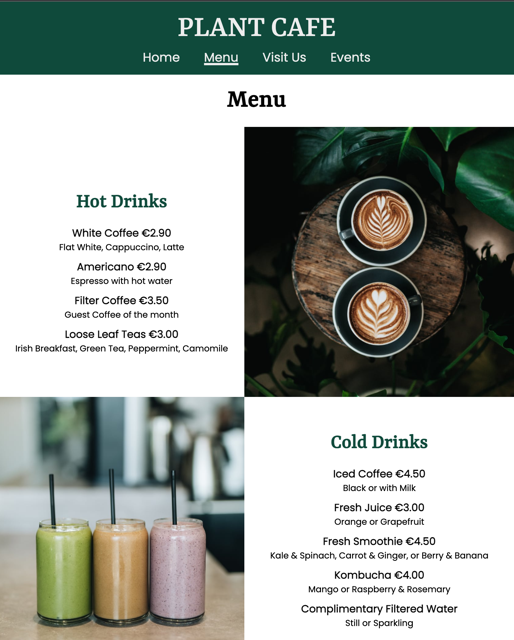 PLANT CAFE
Home Menu Visit Us Events
Menu
Hot Drinks
White Coffee €2.90
Flat White, Cappuccino, Latte
Americano €2.90
Espresso with hot water
Filter Coffee €3.50
Guest Coffee of the month
Loose Leaf Teas €3.00
Irish Breakfast, Green Tea, Peppermint, Camomile
Cold Drinks
Iced Coffee €4.50
Black or with Milk
Fresh Juice €3.00
Orange or Grapefruit
Fresh Smoothie €4.50
Kale & Spinach, Carrot & Ginger, or Berry & Banana
Kombucha €4.00
Mango or Raspberry & Rosemary
Complimentary Filtered Water
Still or Sparkling